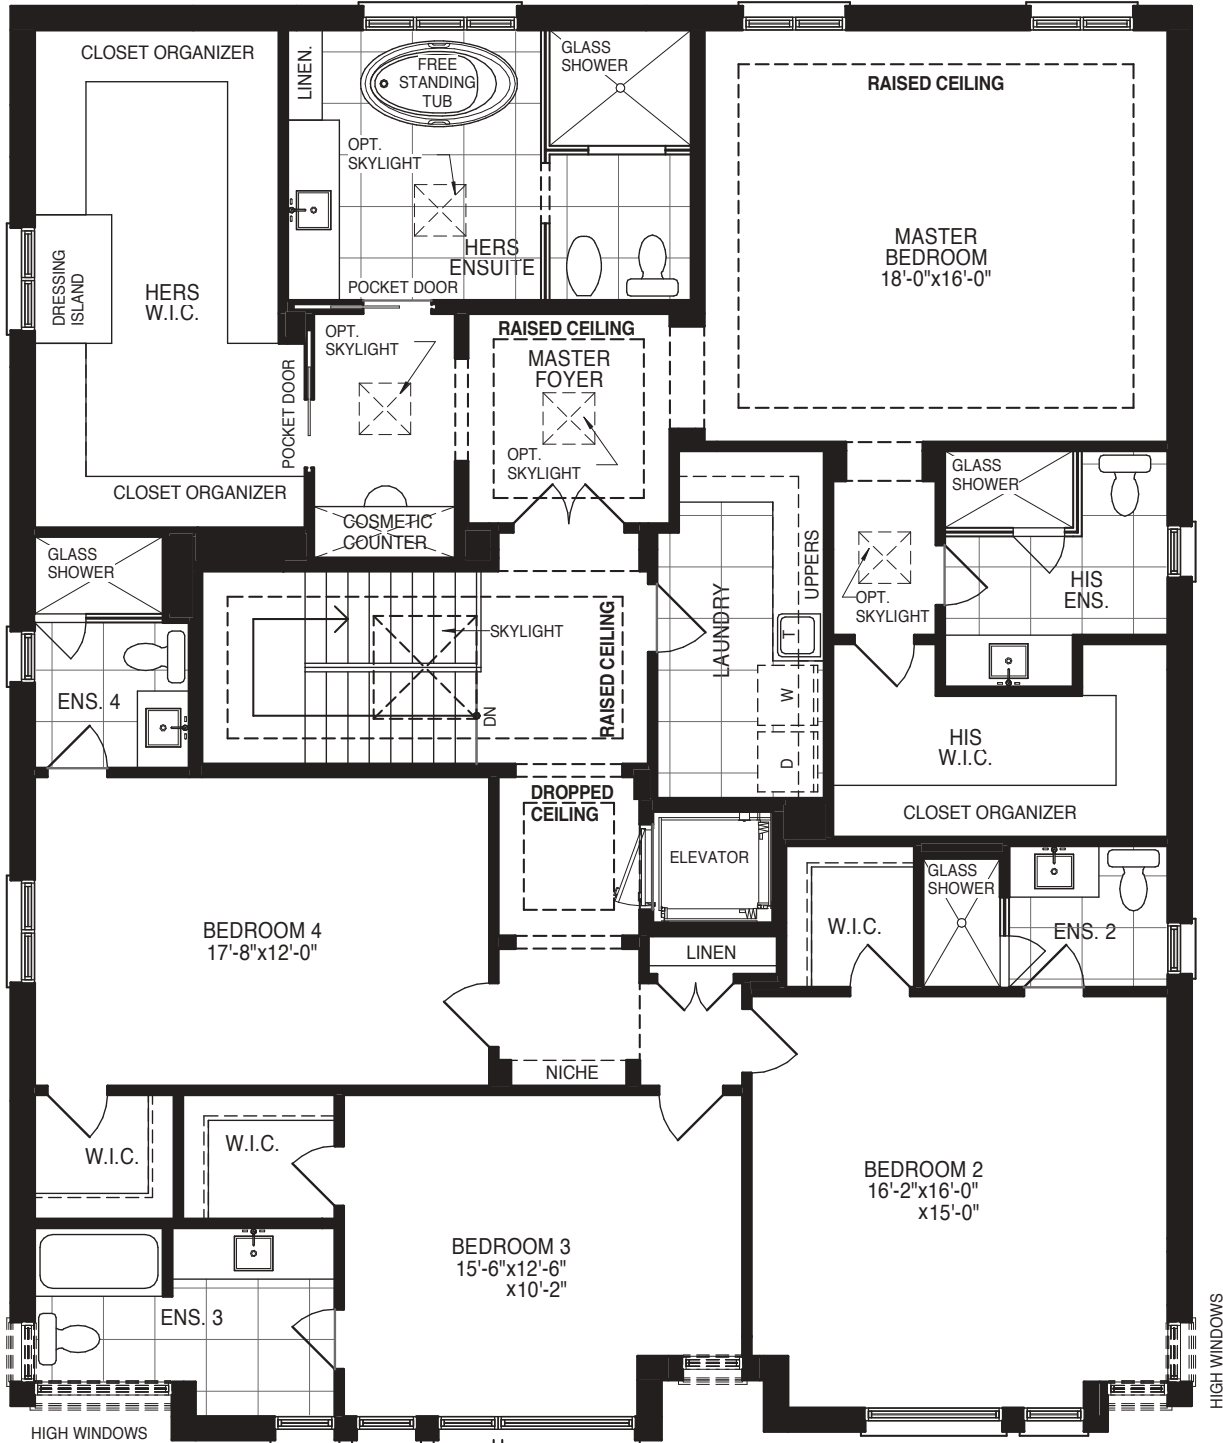 CLOSET ORGANIZER
LINEN.
FREE
STANDING
TUB
GLASS
SHOWER
RAISED CEILING
OPT.
SKYLIGHT
MASTER
BEDROOM
18'-0"x16'-0"
HERS
ENSUITE
DRESSING
ISLAND
HERS
W.I.C.
POCKET DOOR
OPT.
SKYLIGHT
RAISED CEILING
MASTER
FOYER
POCKET DOOR
OPT.
SKYLIGHT
CLOSET ORGANIZER
COSMETIC
COUNTER
GLASS
SHOWER
GLASS
SHOWER
UPPERS
LAUNDRY
T
W
D
OPT.
SKYLIGHT
HIS
ENS.
SKYLIGHT
RAISED CEILING
DN
ENS. 4
HIS
W.I.C.
CLOSET ORGANIZER
DROPPED
CEILING
ELEVATOR
GLASS
SHOWER
W.I.C.
ENS. 2
BEDROOM 4
17'-8"x12'-0"
LINEN
NICHE
W.I.C.
W.I.C.
BEDROOM 2
16'-2"x16'-0"
x15'-0"
BEDROOM 3
15'-6"x12'-6"
x10'-2"
ENS. 3
HIGH WINDOWS
HIGH WINDOWS